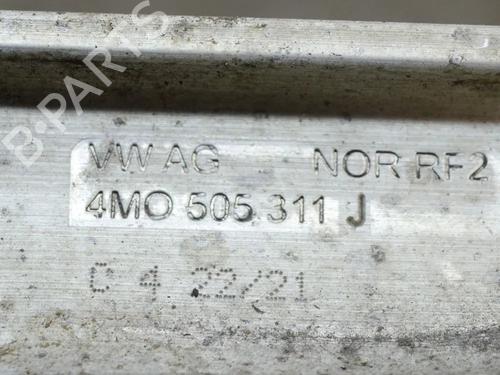 B-PARTS
VW AG NOR RF2
4M0 505 311 J
C 4 22/21